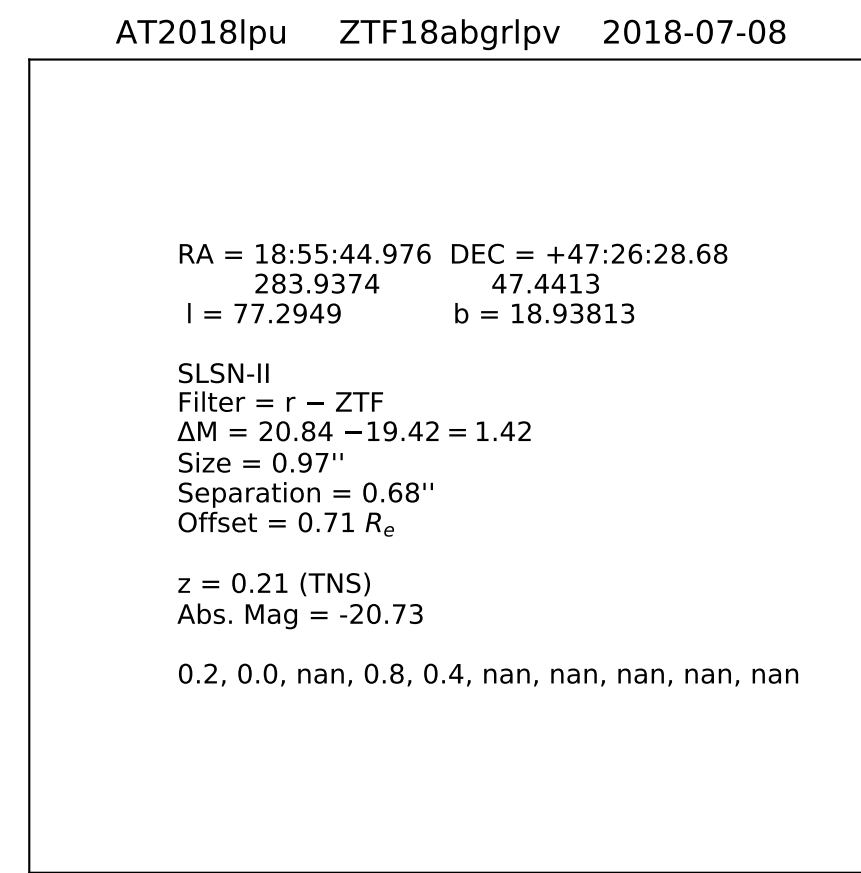 AT2018lpu ZTF18abgrlpv 2018-07-08
RA = 18:55:44.976 DEC = +47:26:28.68
283.9374 47.4413
l = 77.2949 b = 18.93813
SLSN-II
Filter = r − ZTF
ΔM = 20.84 −19.42 = 1.42
Size = 0.97''
Separation = 0.68''
Offset = 0.71 Re
z = 0.21 (TNS)
Abs. Mag = -20.73
0.2, 0.0, nan, 0.8, 0.4, nan, nan, nan, nan, nan